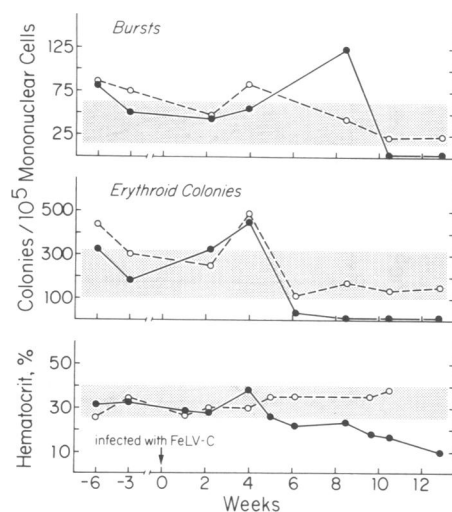 Bursts
125
75
25
Erythroid Colonies
500
300
100
Colonies / 10⁵ Mononuclear Cells
50
30
10
Hematocrit, %
infected with FeLV-C
-6 -3 0 2 4 6 8 10 12
Weeks